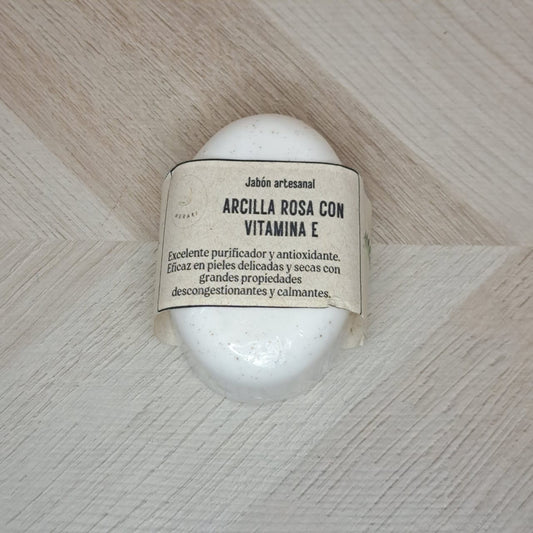 Jabón artesanal
ARCILLA ROSA CON
VITAMINA E
Excelente purificador y antioxidante.
Eficaz en pieles delicadas y secas con
grandes propiedades
descongestionantes y calmantes.